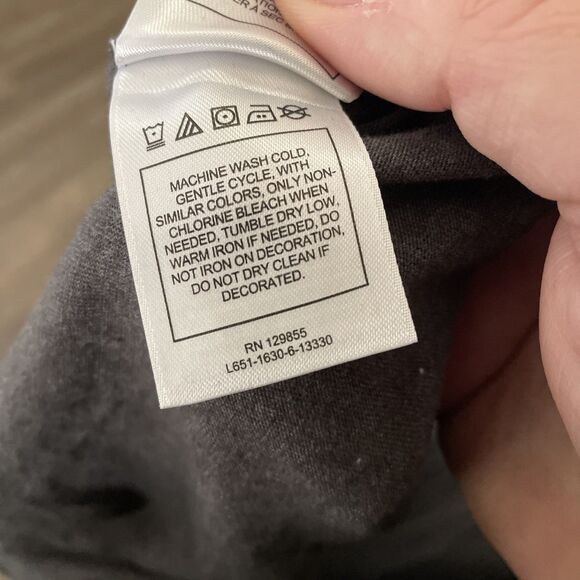 ER A SEC
MACHINE WASH COLD,
GENTLE CYCLE, WITH
SIMILAR COLORS, ONLY NON-
CHLORINE BLEACH WHEN
NEEDED, TUMBLE DRY LOW,
WARM IRON IF NEEDED, DO
NOT IRON ON DECORATION,
DO NOT DRY CLEAN IF
DECORATED.
RN 129855
L651-1630-6-13330